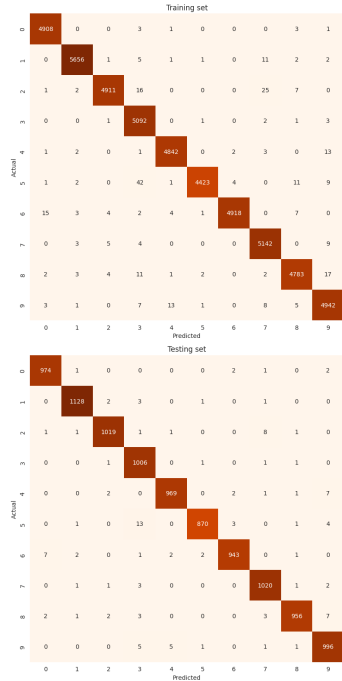 Training set
0 4908 0 0 3 1 0 0 0 3 1
1 0 5656 1 5 1 1 0 11 2 2
2 1 2 4911 16 0 0 0 25 7 0
3 0 0 1 5092 0 1 0 2 1 3
4 1 2 0 1 4842 0 2 3 0 13
5 1 2 0 42 1 4423 4 0 11 9
6 15 3 4 2 4 1 4918 0 7 0
7 0 3 5 4 0 0 0 5142 0 9
8 2 3 4 11 1 2 0 2 4783 17
9 3 1 0 7 13 1 0 8 5 4942
0 1 2 3 4 5 6 7 8 9
Actual
Predicted
Testing set
0 974 1 0 0 0 0 2 1 0 2
1 0 1128 2 3 0 1 0 1 0 0
2 1 1 1019 1 1 0 0 8 1 0
3 0 0 1 1006 0 1 0 1 1 0
4 0 0 2 0 969 0 2 1 1 7
5 0 1 0 13 0 870 3 0 1 4
6 7 2 0 1 2 2 943 0 1 0
7 0 1 1 3 0 0 0 1020 1 2
8 2 1 2 3 0 0 0 3 956 7
9 0 0 0 5 5 1 0 1 1 996
0 1 2 3 4 5 6 7 8 9
Actual
Predicted